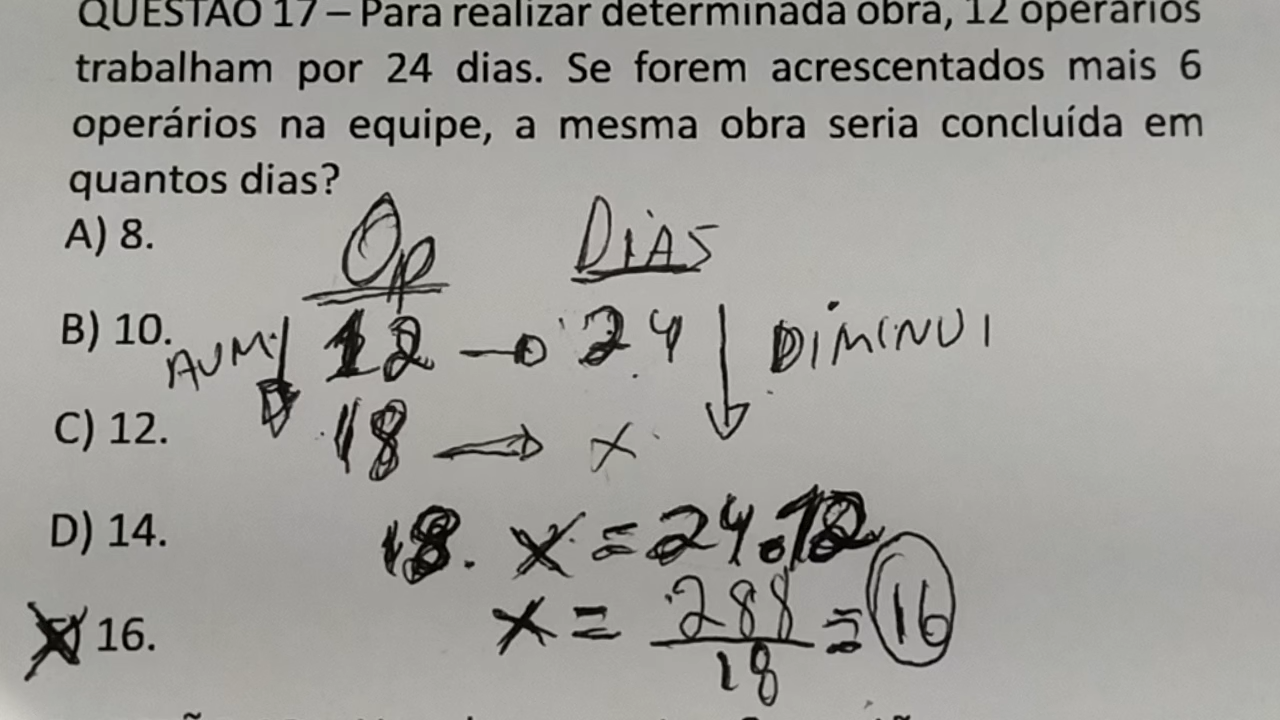 QUESTÃO 17 – Para realizar determinada obra, 12 operários
trabalham por 24 dias. Se forem acrescentados mais 6
operários na equipe, a mesma obra seria concluída em
quantos dias?
A) 8.
Op DIAS
B) 10.
AUM 12 → 24 DIMINUI
C) 12.
18 → x
D) 14.
18. x = 24.12
16.
x = 288/18 = 16